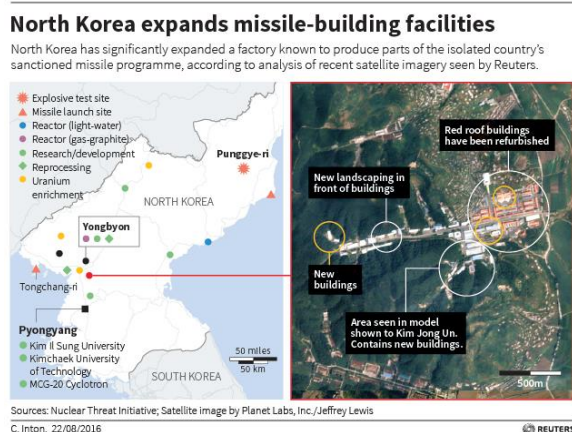 North Korea expands missile-building facilities
North Korea has significantly expanded a factory known to produce parts of the isolated country's
sanctioned missile programme, according to analysis of recent satellite imagery seen by Reuters.
Explosive test site
Missile launch site
Reactor (light-water)
Reactor (gas-graphite)
Research/development
Reprocessing
Uranium
enrichment
Punggye-ri
NORTH KOREA
Yongbyon
Tongchang-ri
Pyongyang
Kim Il Sung University
Kimchaek University
of Technology
MCG-20 Cyclotron
50 miles
50 km
SOUTH KOREA
Red roof buildings
have been refurbished
New landscaping in
front of buildings
New
buildings
Area seen in model
shown to Kim Jong Un.
Contains new buildings.
500m
Sources: Nuclear Threat Initiative; Satellite image by Planet Labs, Inc./Jeffrey Lewis
C. Inton, 22/08/2016
REUTERS